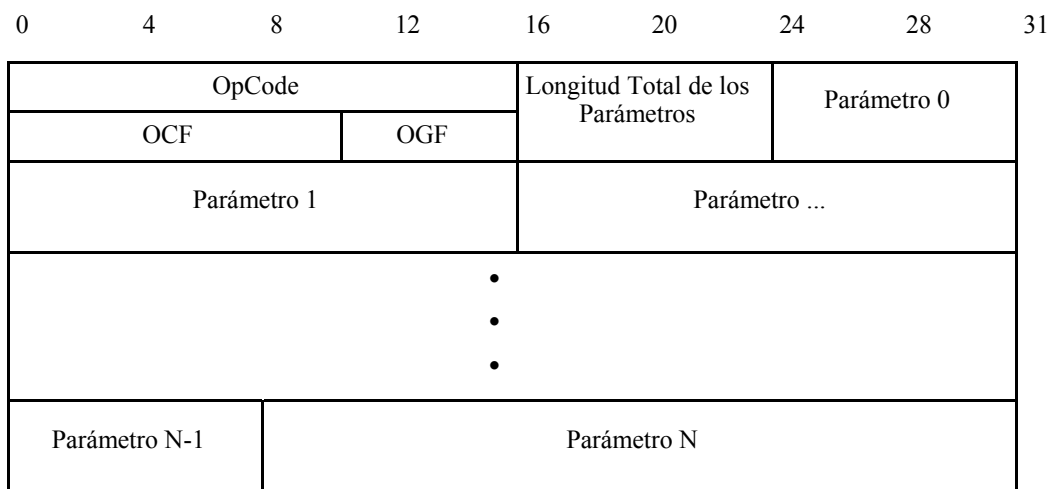 0 4 8 12 16 20 24 28 31
OpCode
Longitud Total de los
Parámetros
Parámetro 0
OCF OGF
Parámetro 1 Parámetro ...
•
•
•
Parámetro N-1 Parámetro N